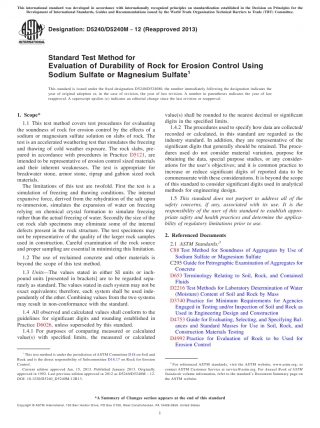 This international standard was developed in accordance with internationally recognized principles on standardization established in the Decision on Principles for the
Development of International Standards, Guides and Recommendations issued by the World Trade Organization Technical Barriers to Trade (TBT) Committee.
Designation: D5240/D5240M − 12 (Reapproved 2013)
INTERNATIONAL
Standard Test Method for
Evaluation of Durability of Rock for Erosion Control Using
Sodium Sulfate or Magnesium Sulfate¹
This standard is issued under the fixed designation D5240/D5240M; the number immediately following the designation indicates the
year of original adoption or, in the case of revision, the year of last revision. A number in parentheses indicates the year of last
reapproval. A superscript epsilon (ε) indicates an editorial change since the last revision or reapproval.
1. Scope*
1.1 This test method covers test procedures for evaluating
the soundness of rock for erosion control by the effects of a
sodium or magnesium sulfate solution on slabs of rock. The
test is an accelerated weathering test that simulates the freezing
and thawing of cold weather exposure. The rock slabs, pre-
pared in accordance with procedures in Practice D5121, are
intended to be representative of erosion control sized materials
and their inherent weaknesses. The test is appropriate for
breakwater stone, armor stone, riprap and gabion sized rock
materials.
The limitations of this test are twofold. First the test is a
simulation of freezing and thawing conditions. The internal
expansive force, derived from the rehydration of the salt upon
re-immersion, simulates the expansion of water on freezing
relying on chemical crystal formation to simulate freezing
rather than the actual freezing of water. Secondly the size of the
cut rock slab specimens may eliminate some of the internal
defects present in the rock structure. The test specimens may
not be representative of the quality of the larger rock samples
used in construction. Careful examination of the rock source
and proper sampling are essential in minimizing this limitation.
1.2 The use of reclaimed concrete and other materials is
beyond the scope of this test method.
1.3 Units—The values stated in either SI units or inch-
pound units [presented in brackets] are to be regarded sepa-
rately as standard. The values stated in each system may not be
exact equivalents; therefore, each system shall be used inde-
pendently of the other. Combining values from the two systems
may result in non-conformance with the standard.
1.4 All observed and calculated values shall conform to the
guidelines for significant digits and rounding established in
Practice D6026, unless superseded by this standard.
1.4.1 For purposes of comparing measured or calculated
value(s) with specified limits, the measured or calculated
¹ This test method is under the jurisdiction of ASTM Committee D18 on Soil and
Rock and is the direct responsibility of Subcommittee D18.17 on Rock for Erosion
Control.
Current edition approved Jan. 15, 2013. Published January 2013. Originally
approved in 1992. Last previous edition approved in 2012 as D5240/D5240M – 12.
value(s) shall be rounded to the nearest decimal or significant
digits in the specified limits.
1.4.2 The procedures used to specify how data are collected/
recorded or calculated, in this standard are regarded as the
industry standard. In addition, they are representative of the
significant digits that generally should be retained. The proce-
dures used do not consider material variation, purpose for
obtaining the data, special purpose studies, or any consider-
ations for the user's objectives; and it is common practice to
increase or reduce significant digits of reported data to be
commensurate with these considerations. It is beyond the scope
of this standard to consider significant digits used in analytical
methods for engineering design.
1.5 This standard does not purport to address all of the
safety concerns, if any, associated with its use. It is the
responsibility of the user of this standard to establish appro-
priate safety and health practices and determine the applica-
bility of regulatory limitations prior to use.
2. Referenced Documents
2.1 ASTM Standards:²
C88 Test Method for Soundness of Aggregates by Use of
Sodium Sulfate or Magnesium Sulfate
C295 Guide for Petrographic Examination of Aggregates for
Concrete
D653 Terminology Relating to Soil, Rock, and Contained
Fluids
D2216 Test Methods for Laboratory Determination of Water
(Moisture) Content of Soil and Rock by Mass
D3740 Practice for Minimum Requirements for Agencies
Engaged in Testing and/or Inspection of Soil and Rock as
Used in Engineering Design and Construction
D4753 Guide for Evaluating, Selecting, and Specifying Bal-
ances and Standard Masses for Use in Soil, Rock, and
Construction Materials Testing
D4992 Practice for Evaluation of Rock to be Used for
Erosion Control
² For referenced ASTM standards, visit the ASTM website, www.astm.org, or
contact ASTM Customer Service at service@astm.org. For Annual Book of ASTM
Standards volume information, refer to the standard's Document Summary page on
the ASTM website.
*A Summary of Changes section appears at the end of this standard
Copyright © ASTM International, 100 Barr Harbor Drive, PO Box C700, West Conshohocken, PA 19428-2959. United States
1